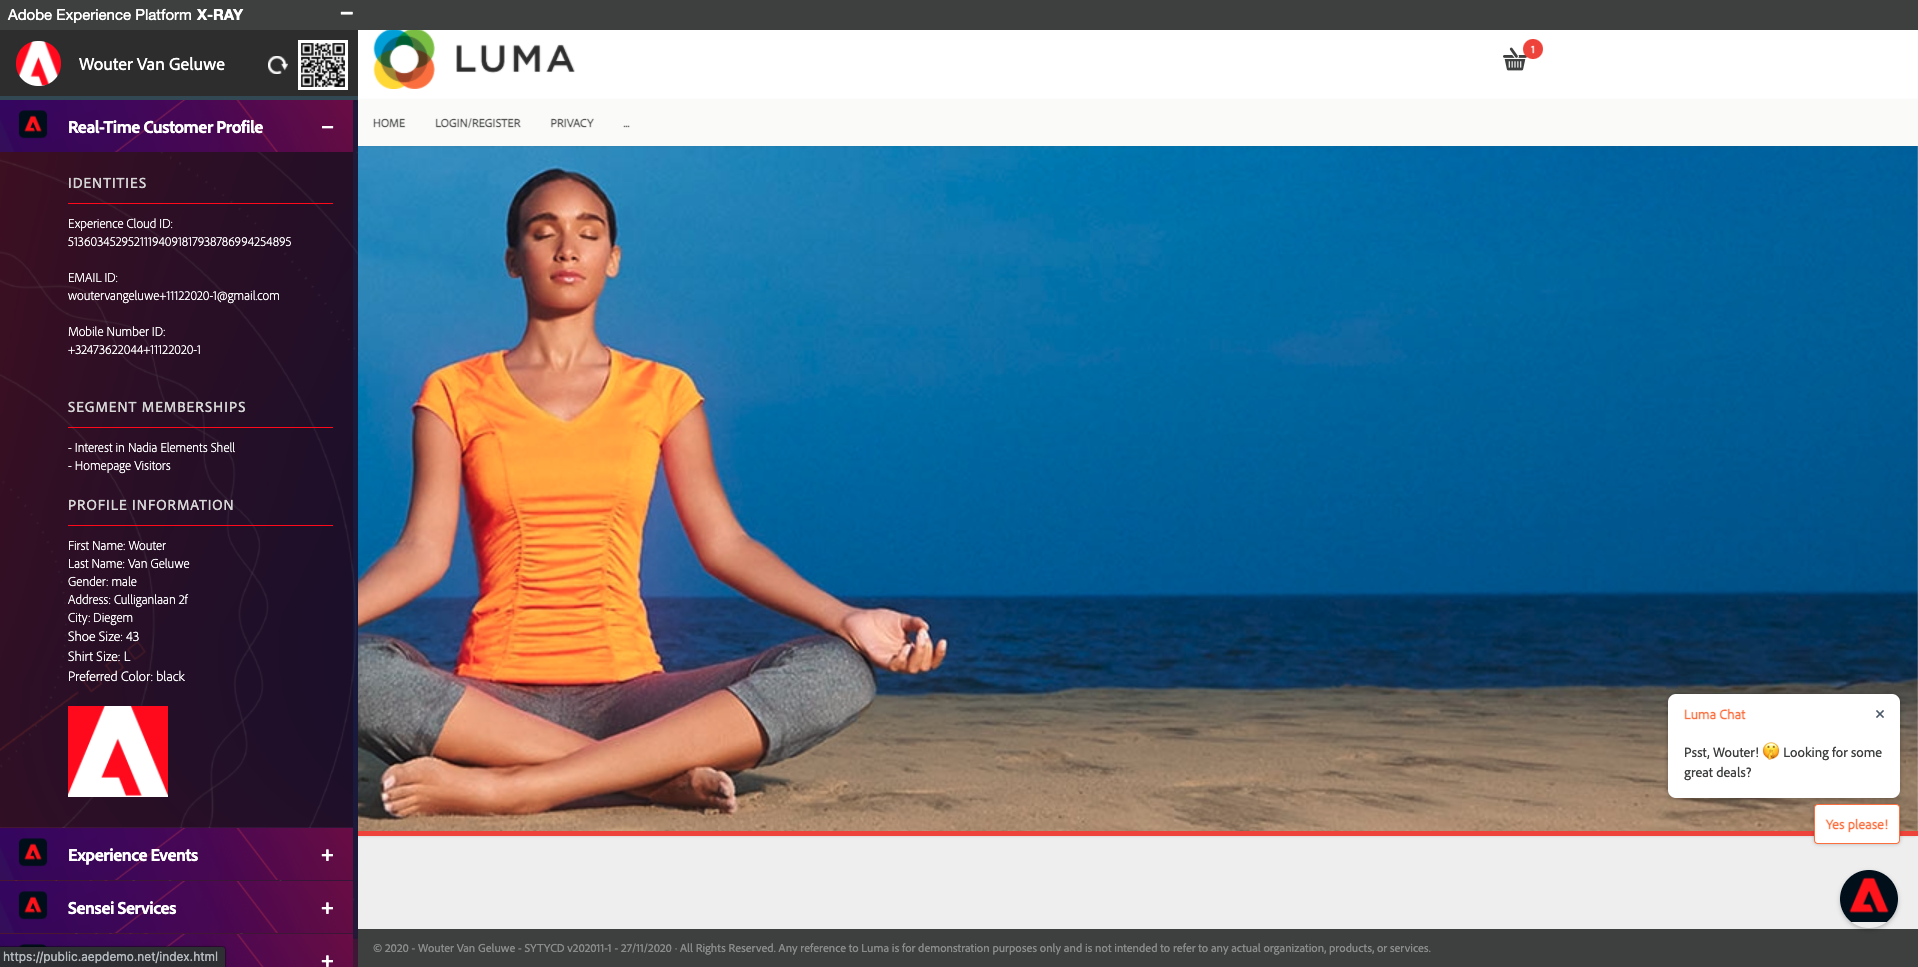 Adobe Experience Platform X-RAY
Wouter Van Geluwe
Real-Time Customer Profile
IDENTITIES
Experience Cloud ID:
51360345295211194091817938786994254895
EMAIL ID:
woutervangeluwe+11122020-1@gmail.com
Mobile Number ID:
+32473622044+11122020-1
SEGMENT MEMBERSHIPS
- Interest in Nadia Elements Shell
- Homepage Visitors
PROFILE INFORMATION
First Name: Wouter
Last Name: Van Geluwe
Gender: male
Address: Culliganlaan 2f
City: Diegem
Shoe Size: 43
Shirt Size: L
Preferred Color: black
Experience Events
Sensei Services
https://public.aepdemo.net/index.html
LUMA
1
HOME LOGIN/REGISTER PRIVACY ...
Luma Chat
Psst, Wouter! 🤫 Looking for some
great deals?
Yes please!
© 2020 - Wouter Van Geluwe - SYTYCD v202011-1 - 27/11/2020 · All Rights Reserved. Any reference to Luma is for demonstration purposes only and is not intended to refer to any actual organization, products, or services.